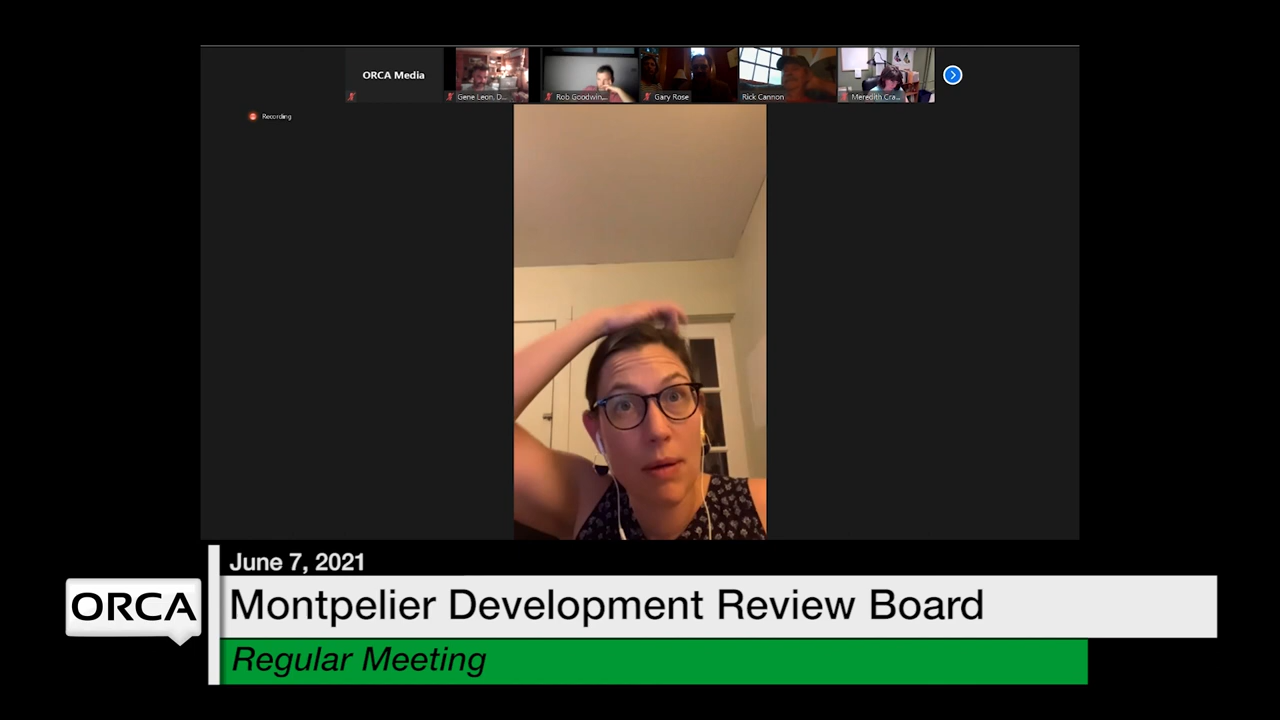 ORCA Media
Gene Leon, D...
Rob Goodwin,...
Gary Rose
Rick Cannon
Meredith Cra...
Recording
June 7, 2021
ORCA
Montpelier Development Review Board
Regular Meeting